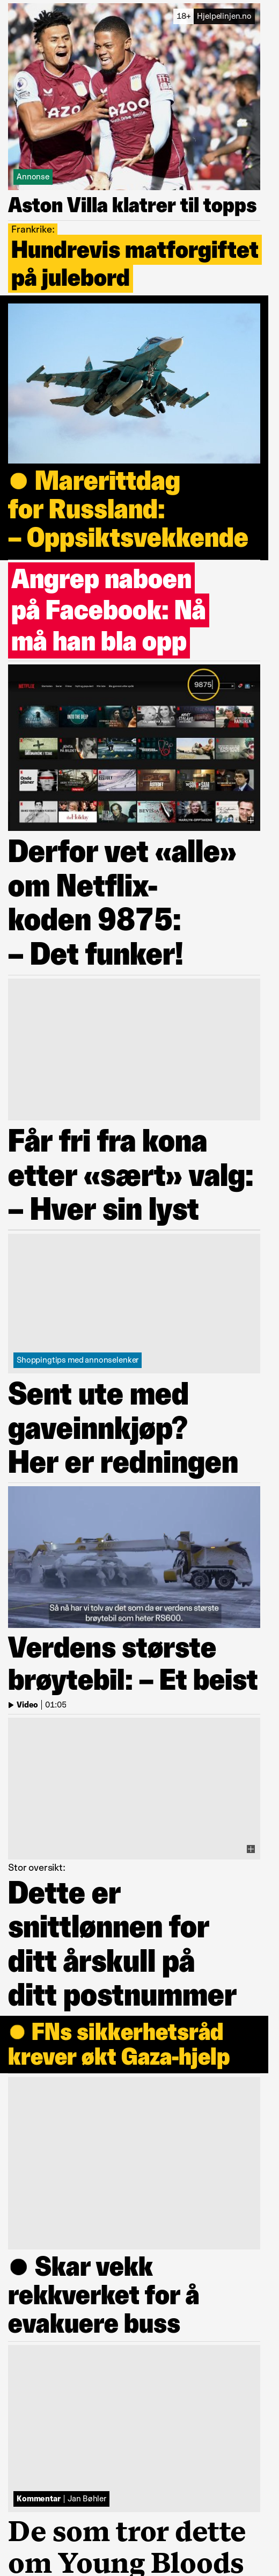 18+ Hjelpelinjen.no
Annonse
Aston Villa klatrer til topps
Frankrike:
Hundrevis matforgiftet
på julebord
Marerittdag
for Russland:
– Oppsiktsvekkende
Angrep naboen
på Facebook: Nå
må han bla opp
NETFLIX
9875
Derfor vet «alle»
om Netflix-
koden 9875:
– Det funker!
Får fri fra kona
etter «sært» valg:
– Hver sin lyst
Shoppingtips med annonselenker
Sent ute med
gaveinnkjøp?
Her er redningen
Så nå har vi tolv av det som da er verdens største
brøytebil som heter RS600.
Verdens største
brøytebil: – Et beist
Video | 01:05
Stor oversikt:
Dette er
snittlønnen for
ditt årskull på
ditt postnummer
FNs sikkerhetsråd
krever økt Gaza-hjelp
Skar vekk
rekkverket for å
evakuere buss
Kommentar | Jan Bøhler
De som tror dette
om Young Bloods